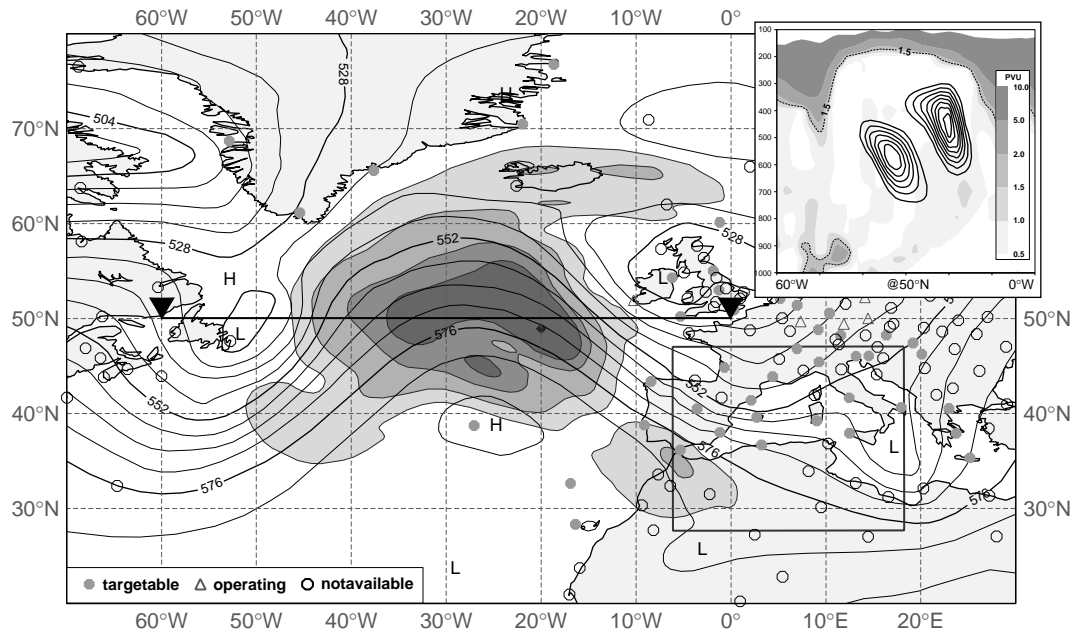 60°W 50°W 40°W 30°W 20°W 10°W 0°
70°N
60°N
50°N
40°N
30°N
50°N
40°N
30°N
60°W 50°W 40°W 30°W 20°W 10°W 0° 10°E 20°E
528
504
528
552
576
552
576
528
552
576
576
H
H
L
H
L
L
L
L
targetable operating notavailable
100
200
300
400
500
600
700
800
900
1000
60°W @50°N 0°W
1.5
1.5
PVU
10.0
5.0
2.0
1.5
1.0
0.5